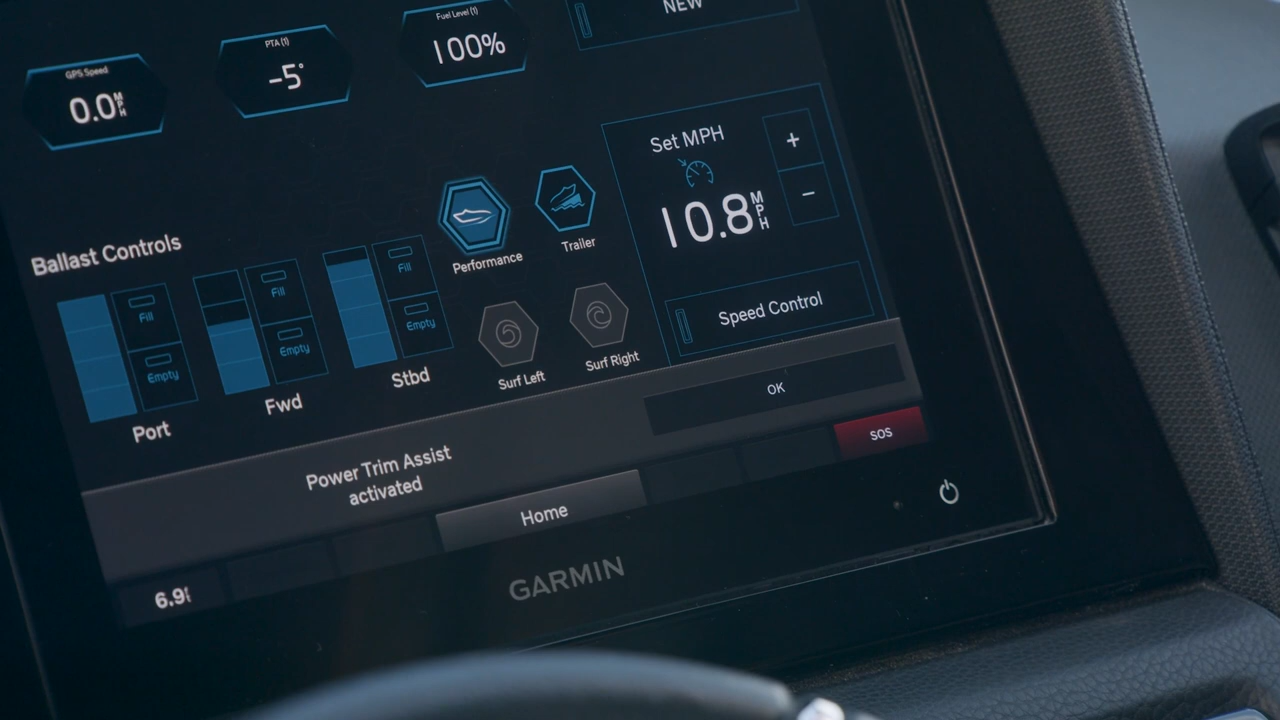 GPS Speed
0.0 MPH
PTA (1)
-5°
Fuel Level (1)
100%
NEW
Set MPH
+
10.8 MPH
−
Speed Control
Performance
Trailer
Surf Left
Surf Right
Ballast Controls
Fill
Empty
Port
Fill
Empty
Fwd
Fill
Empty
Stbd
Power Trim Assist
activated
OK
Home
SOS
6.9
GARMIN